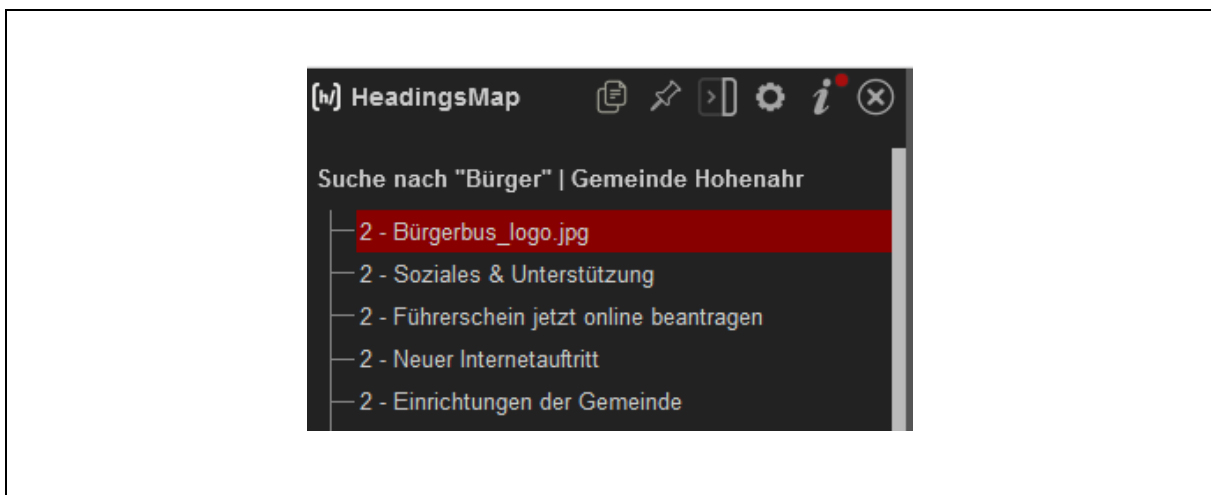 (h/) HeadingsMap
Suche nach "Bürger" | Gemeinde Hohenahr
2 - Bürgerbus_logo.jpg
2 - Soziales & Unterstützung
2 - Führerschein jetzt online beantragen
2 - Neuer Internetauftritt
2 - Einrichtungen der Gemeinde